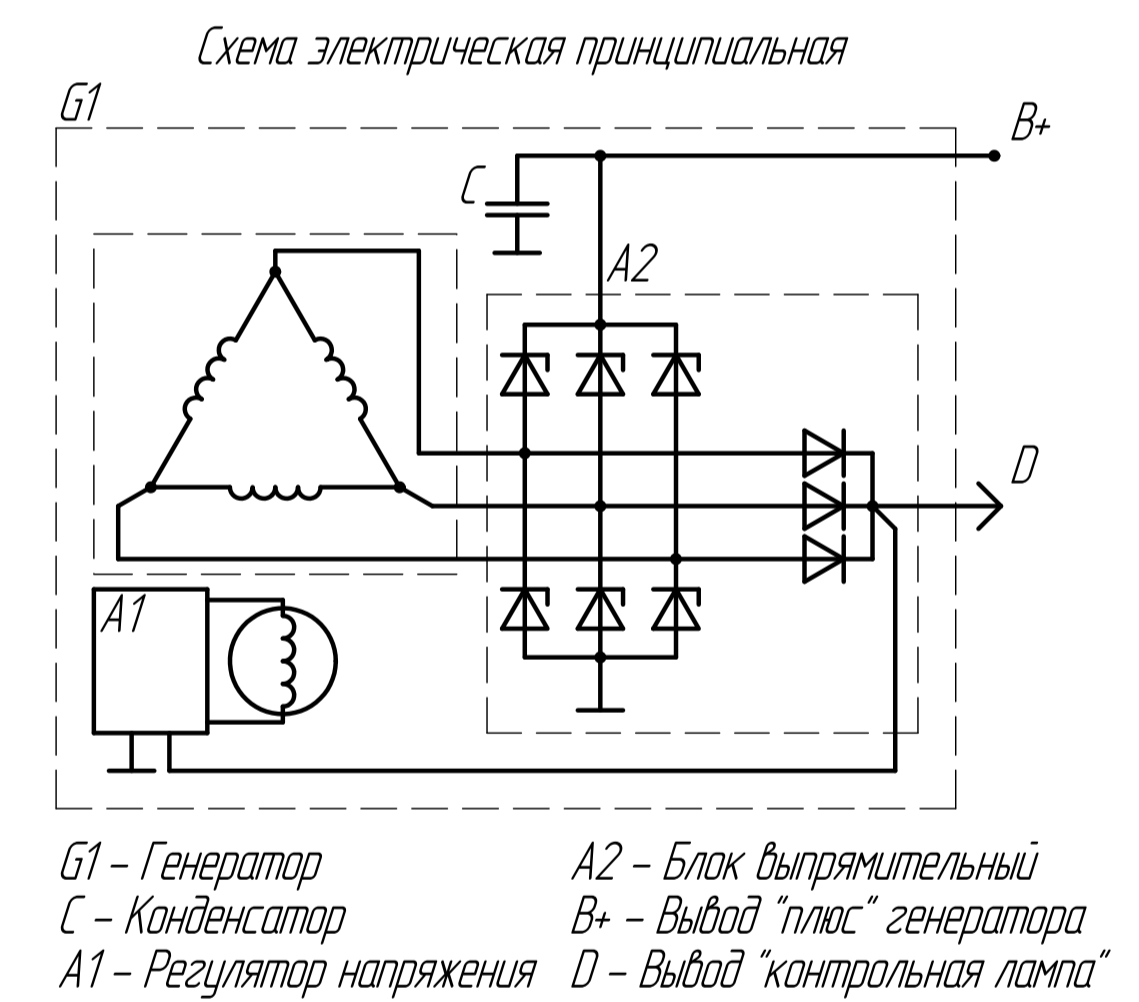 Схема электрическая принципиальная
G1
B+
C
A2
D
A1
G1 – Генератор
A2 – Блок выпрямительный
C – Конденсатор
B+ – Вывод "плюс" генератора
A1 – Регулятор напряжения
D – Вывод "контрольная лампа"